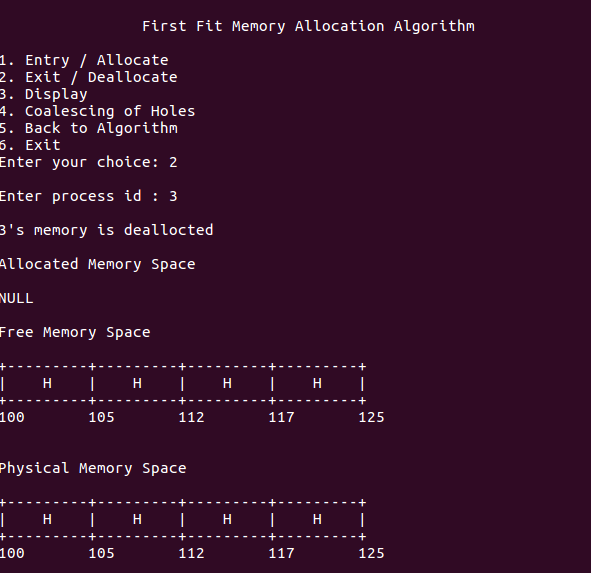 First Fit Memory Allocation Algorithm
1. Entry / Allocate
2. Exit / Deallocate
3. Display
4. Coalescing of Holes
5. Back to Algorithm
6. Exit
Enter your choice: 2
Enter process id : 3
3's memory is deallocted
Allocated Memory Space
NULL
Free Memory Space
+---------+---------+---------+---------+
|    H    |    H    |    H    |    H    |
+---------+---------+---------+---------+
100       105       112       117       125
Physical Memory Space
+---------+---------+---------+---------+
|    H    |    H    |    H    |    H    |
+---------+---------+---------+---------+
100       105       112       117       125